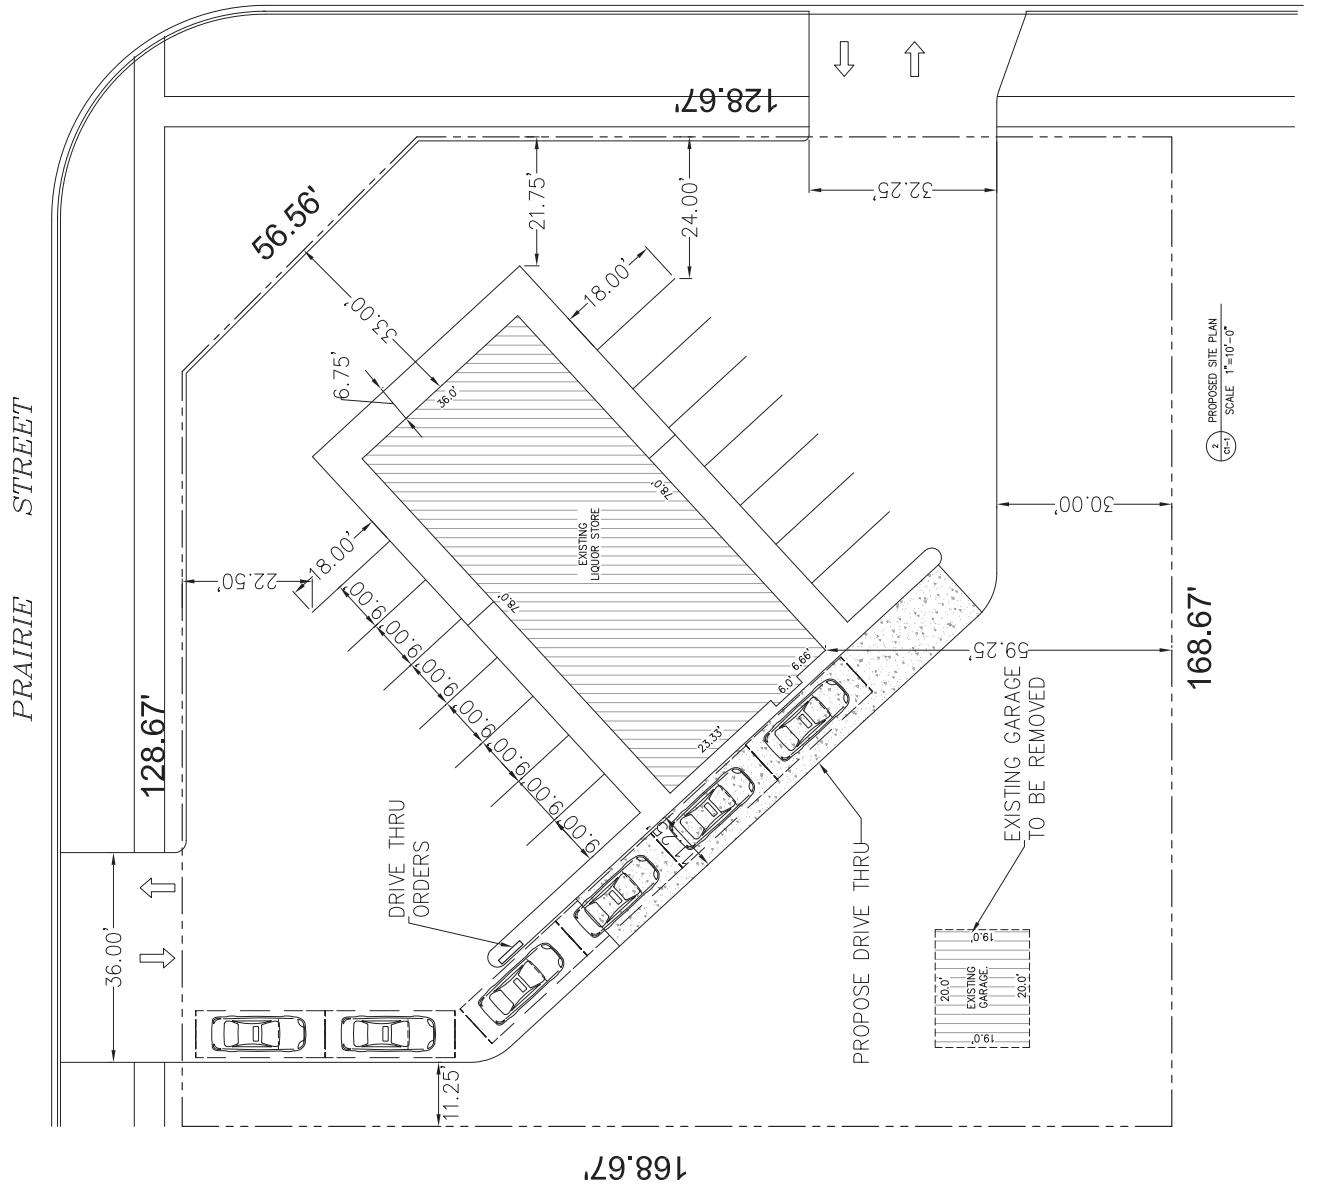 128.67'
56.56'
21.75'
24.00'
32.25'
18.00'
33.00'
6.75'
36.0'
PRAIRIE STREET
22.50'
18.00'
78.0'
78.0'
EXISTING
LIQUOR STORE
9.00'
9.00'
9.00'
9.00'
9.00'
9.00'
9.00'
30.00'
2
C1-1
PROPOSED SITE PLAN
SCALE 1"=10'-0"
59.25'
168.67'
128.67'
6.66'
6.0'
23.33'
EXISTING GARAGE
TO BE REMOVED
DRIVE THRU
ORDERS
PROPOSE DRIVE THRU
36.00'
19.0'
20.0'
EXISTING
GARAGE.
20.0'
19.0'
11.25'
168.67'